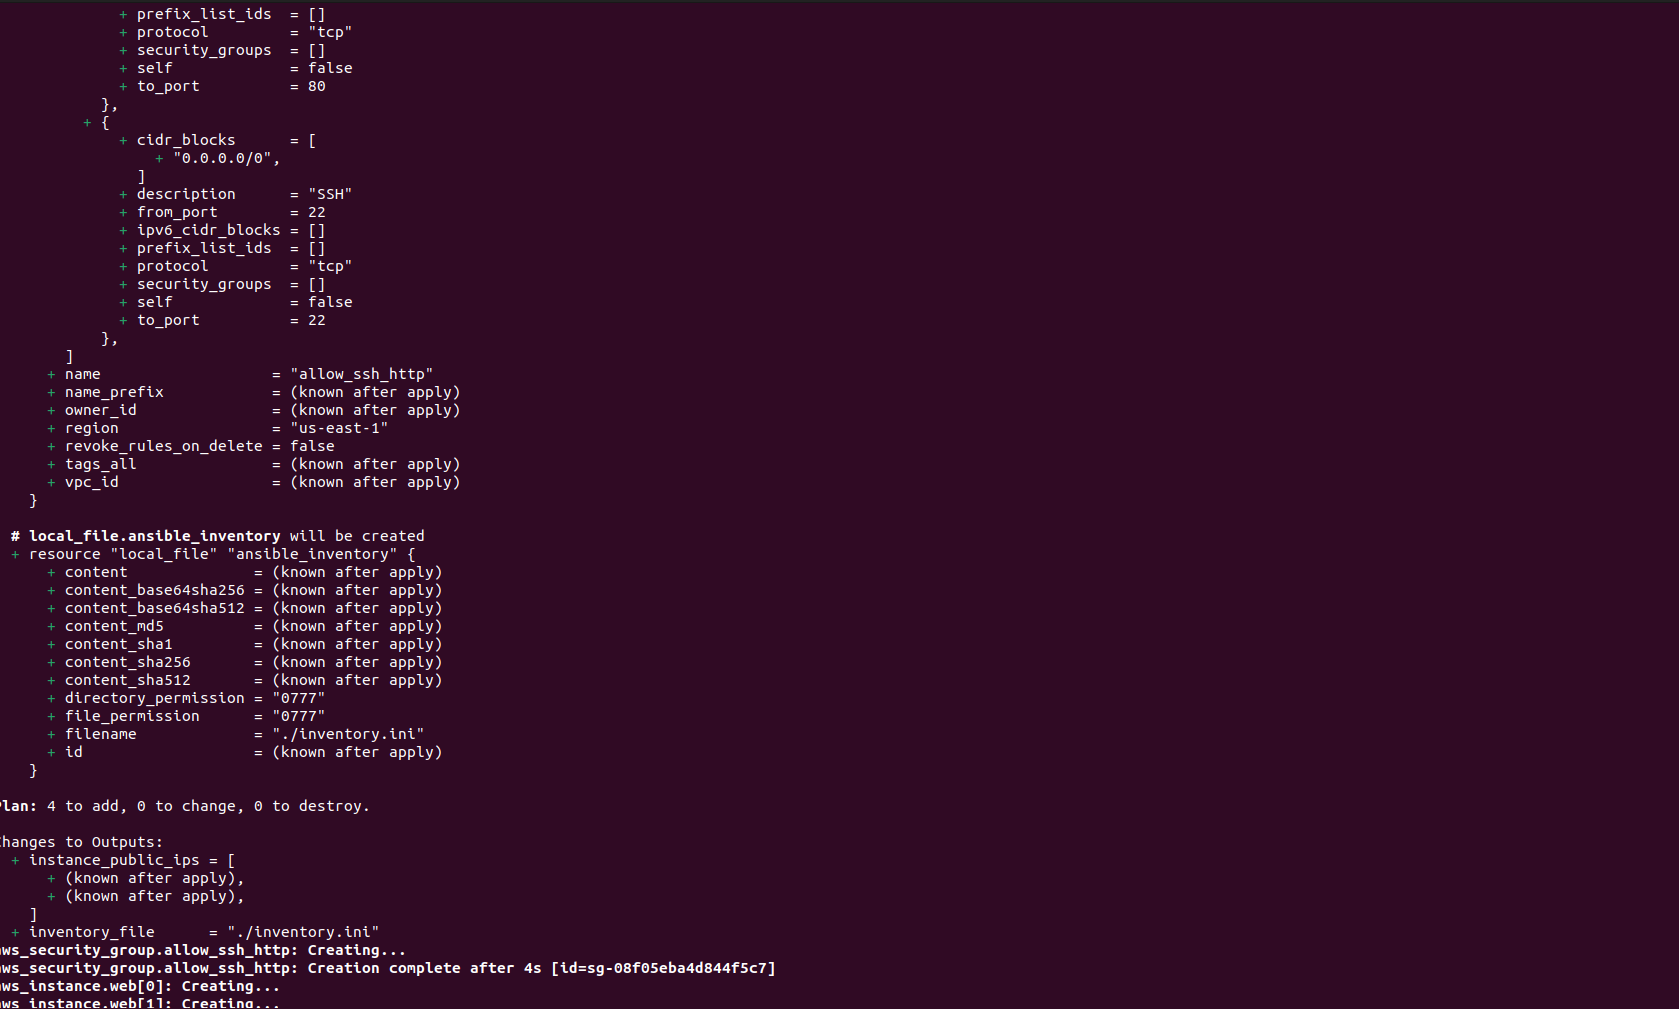 + prefix_list_ids  = []
+ protocol         = "tcp"
+ security_groups  = []
+ self             = false
+ to_port          = 80
},
+ {
+ cidr_blocks      = [
+ "0.0.0.0/0",
]
+ description      = "SSH"
+ from_port        = 22
+ ipv6_cidr_blocks = []
+ prefix_list_ids  = []
+ protocol         = "tcp"
+ security_groups  = []
+ self             = false
+ to_port          = 22
},
]
+ name                   = "allow_ssh_http"
+ name_prefix            = (known after apply)
+ owner_id               = (known after apply)
+ region                 = "us-east-1"
+ revoke_rules_on_delete = false
+ tags_all               = (known after apply)
+ vpc_id                 = (known after apply)
}
# local_file.ansible_inventory will be created
+ resource "local_file" "ansible_inventory" {
+ content              = (known after apply)
+ content_base64sha256 = (known after apply)
+ content_base64sha512 = (known after apply)
+ content_md5          = (known after apply)
+ content_sha1         = (known after apply)
+ content_sha256       = (known after apply)
+ content_sha512       = (known after apply)
+ directory_permission = "0777"
+ file_permission      = "0777"
+ filename             = "./inventory.ini"
+ id                   = (known after apply)
}
Plan: 4 to add, 0 to change, 0 to destroy.
Changes to Outputs:
+ instance_public_ips = [
+ (known after apply),
+ (known after apply),
]
+ inventory_file      = "./inventory.ini"
aws_security_group.allow_ssh_http: Creating...
aws_security_group.allow_ssh_http: Creation complete after 4s [id=sg-08f05eba4d844f5c7]
aws_instance.web[0]: Creating...
aws_instance.web[1]: Creating...